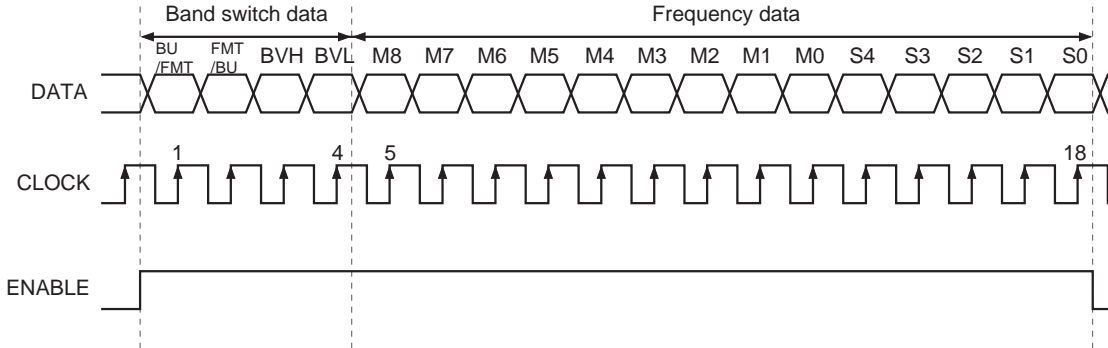 Band switch data
Frequency data
BU
/FMT
FMT
/BU
BVH
BVL
M8
M7
M6
M5
M4
M3
M2
M1
M0
S4
S3
S2
S1
S0
DATA
1
4
5
18
CLOCK
ENABLE